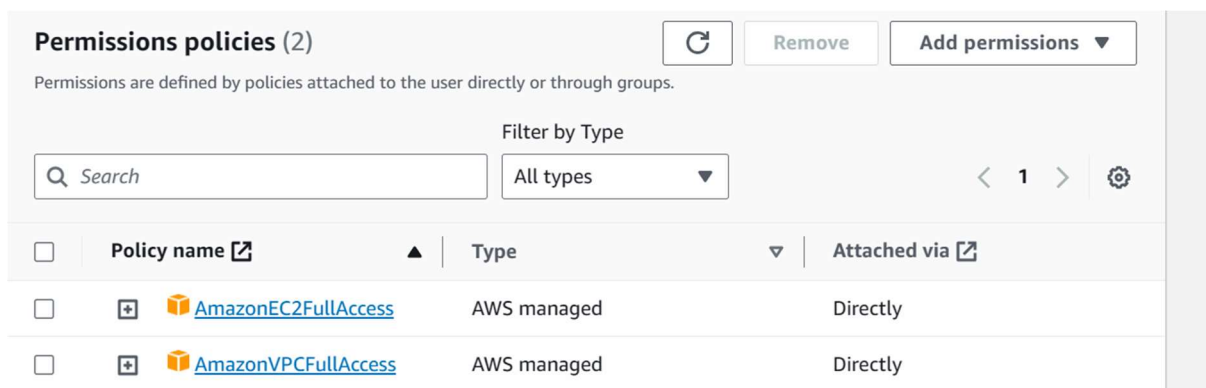 Permissions policies (2)
Remove
Add permissions
Permissions are defined by policies attached to the user directly or through groups.
Filter by Type
Search
All types
1
Policy name
Type
Attached via
AmazonEC2FullAccess
AWS managed
Directly
AmazonVPCFullAccess
AWS managed
Directly